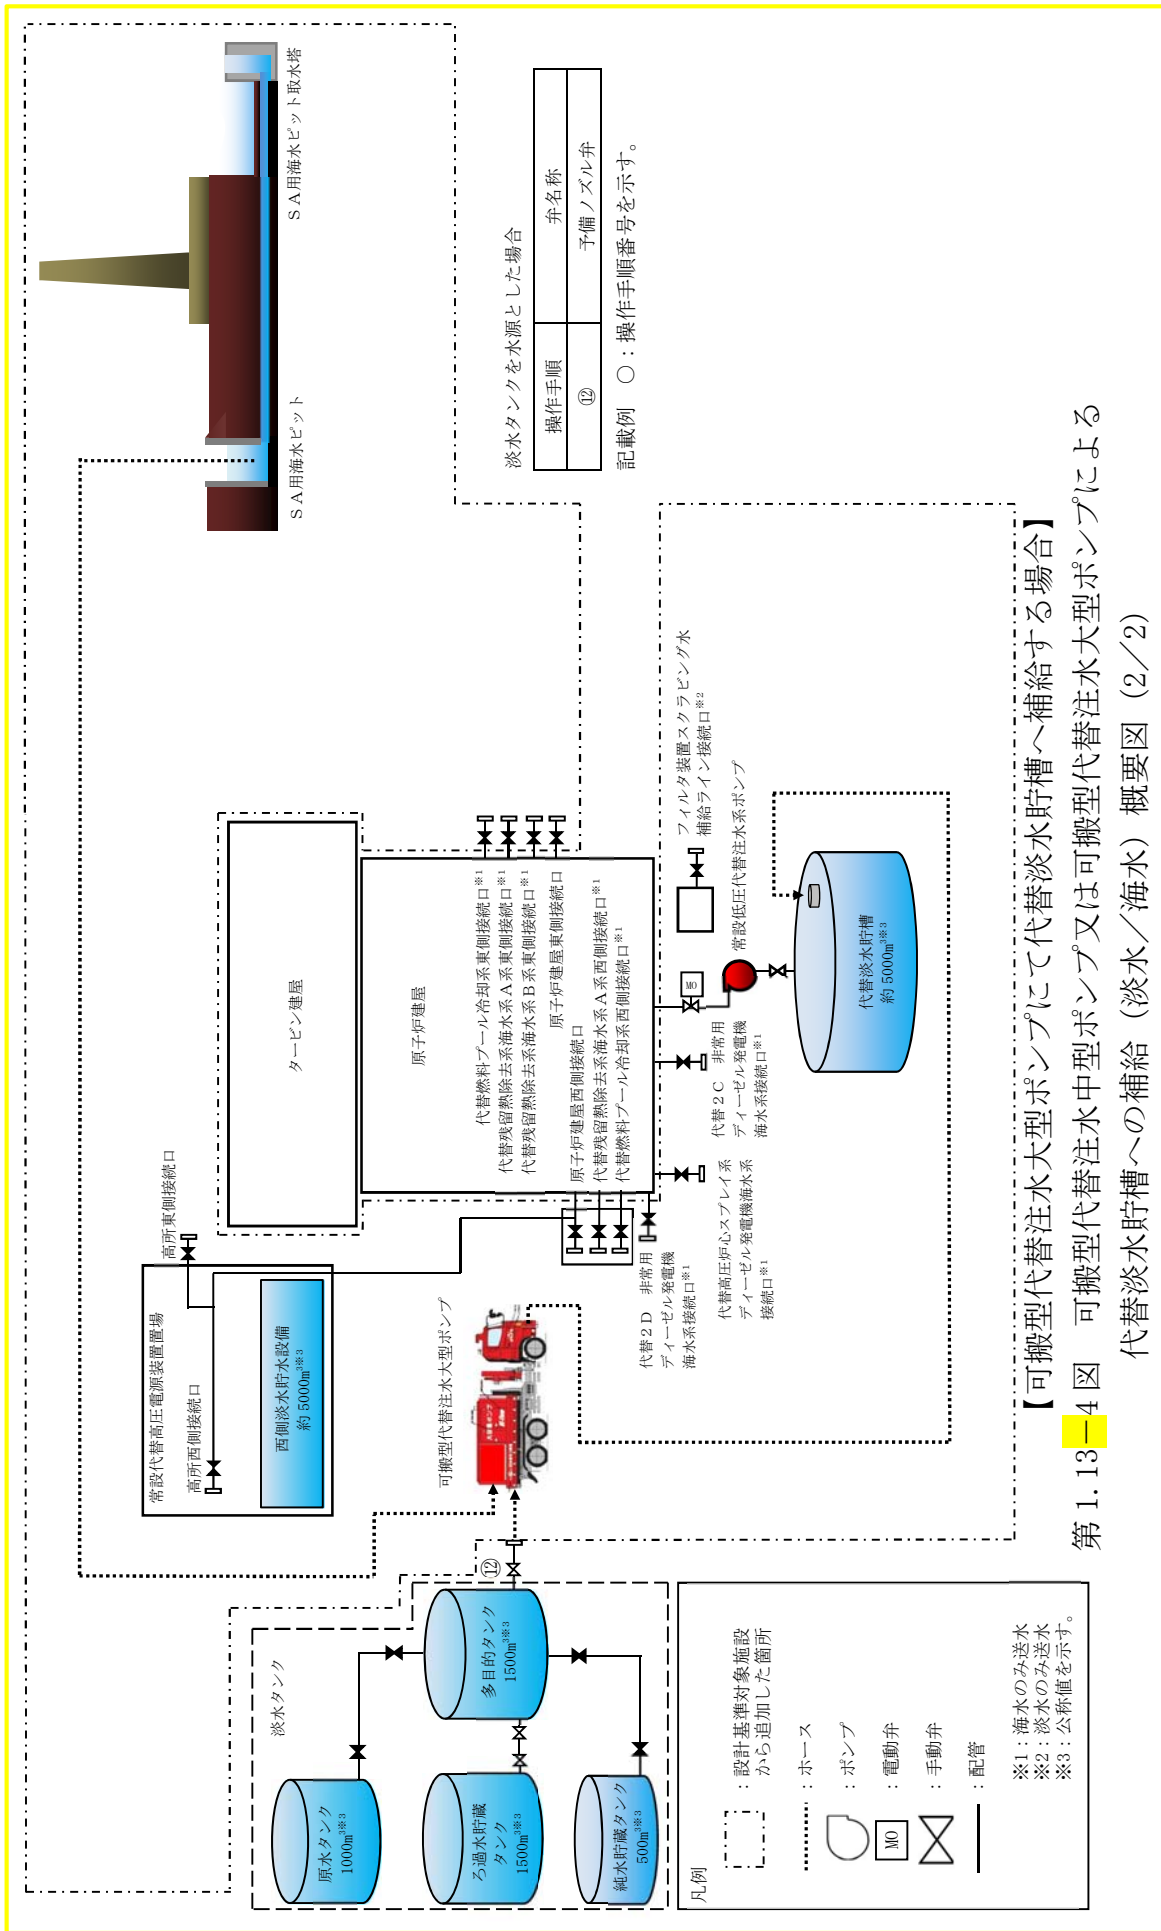 SA用海水ピット取水塔
SA用海水ピット
淡水タンクを水源とした場合
操作手順 弁名称
⑫ 予備ノズル弁
記載例 ○：操作手順番号を示す。
タービン建屋
原子炉建屋
代替燃料プール冷却系東側接続口※1
代替残留熱除去系海水系A系東側接続口※1
代替残留熱除去系海水系B系東側接続口※1
原子炉建屋東側接続口
原子炉建屋西側接続口
代替残留熱除去系海水系A系西側接続口※1
代替燃料プール冷却系西側接続口※1
フィルタ装置スクラビング水
補給ライン接続口※2
常設低圧代替注水系ポンプ
MO
代替淡水貯槽
約5000m3※3
代替2C 非常用
ディーゼル発電機
海水系接続口※1
代替高圧炉心スプレイ系
ディーゼル発電機海水系
接続口※1
代替2D 非常用
ディーゼル発電機
海水系接続口※1
高所東側接続口
常設代替高圧電源装置置場
高所西側接続口
西側淡水貯水設備
約5000m3※3
可搬型代替注水大型ポンプ
⑫
淡水タンク
多目的タンク
1500m3※3
原水タンク
1000m3※3
ろ過水貯蔵
タンク
1500m3※3
純水貯蔵タンク
500m3※3
凡例
：設計基準対象施設
から追加した箇所
：ホース
：ポンプ
MO
：電動弁
：手動弁
：配管
※1：海水のみ送水
※2：淡水のみ送水
※3：公称値を示す。
【可搬型代替注水大型ポンプにて代替淡水貯槽へ補給する場合】
第1.13－4図 可搬型代替注水中型ポンプ又は可搬型代替注水大型ポンプによる
代替淡水貯槽への補給（淡水／海水）概要図（2／2）